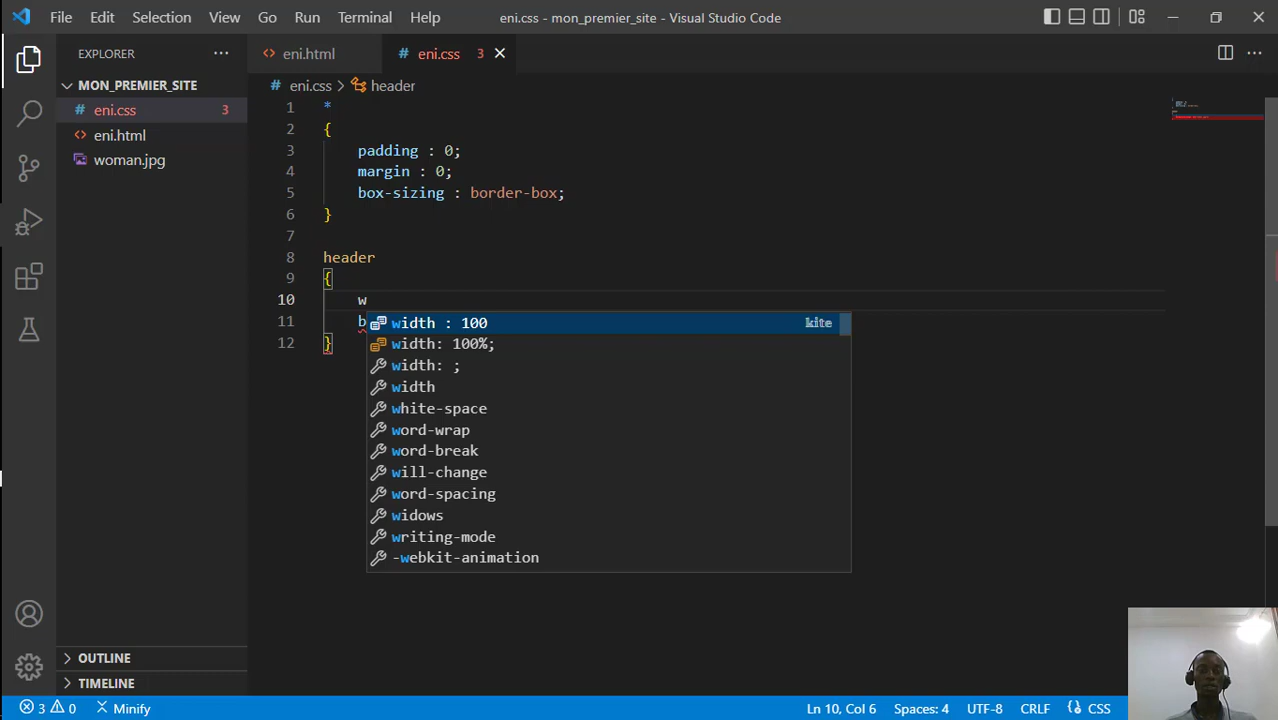 File Edit Selection View Go Run Terminal Help eni.css - mon_premier_site - Visual Studio Code
EXPLORER ··· eni.html # eni.css 3
MON_PREMIER_SITE # eni.css > header
# eni.css 3
eni.html
woman.jpg
1 *
2 {
3 padding : 0;
4 margin : 0;
5 box-sizing : border-box;
6 }
7
8 header
9 {
10 w
11 b
12 }
width : 100 kite
width: 100%;
width: ;
width
white-space
word-wrap
word-break
will-change
word-spacing
widows
writing-mode
-webkit-animation
OUTLINE
TIMELINE
3 0 Minify Ln 10, Col 6 Spaces: 4 UTF-8 CRLF CSS